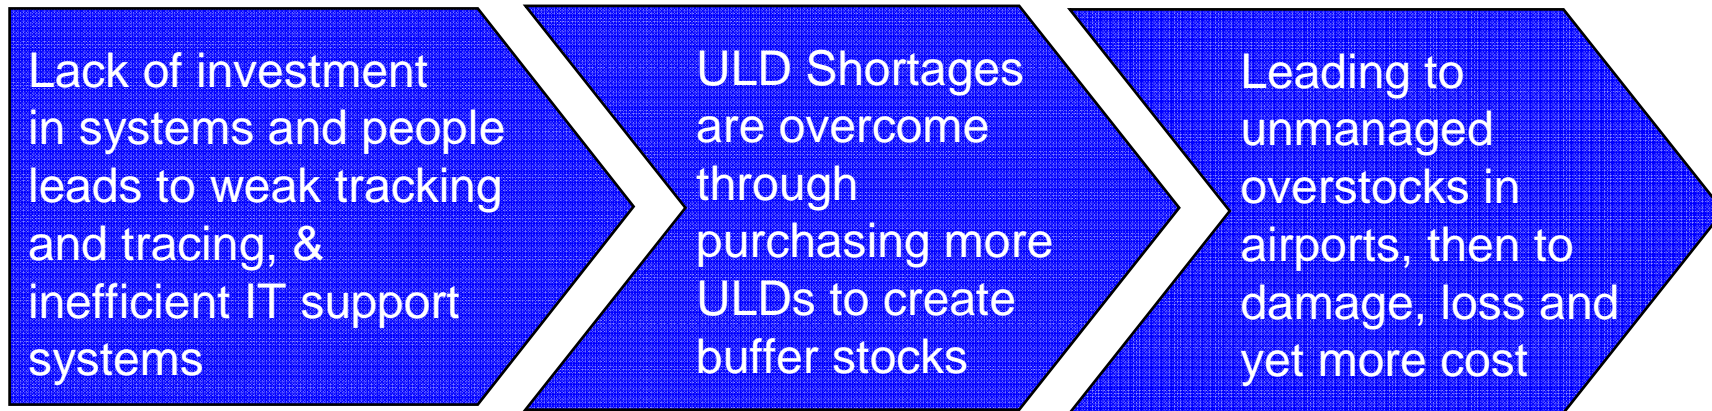 Lack of investment
in systems and people
leads to weak tracking
and tracing, &
inefficient IT support
systems
ULD Shortages
are overcome
through
purchasing more
ULDs to create
buffer stocks
Leading to
unmanaged
overstocks in
airports, then to
damage, loss and
yet more cost